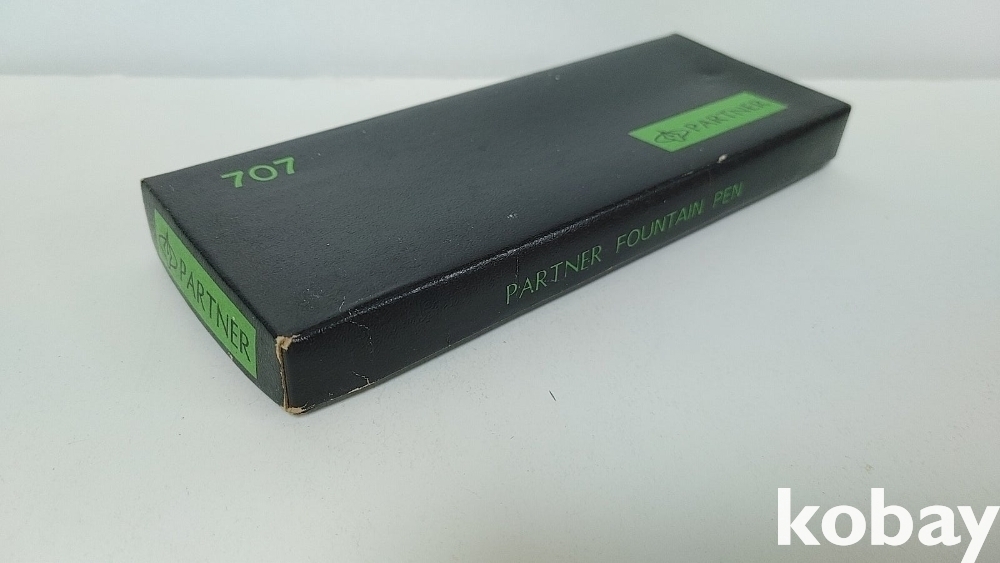 707
PARTNER
PARTNER FOUNTAIN PEN
PARTNER
kobay